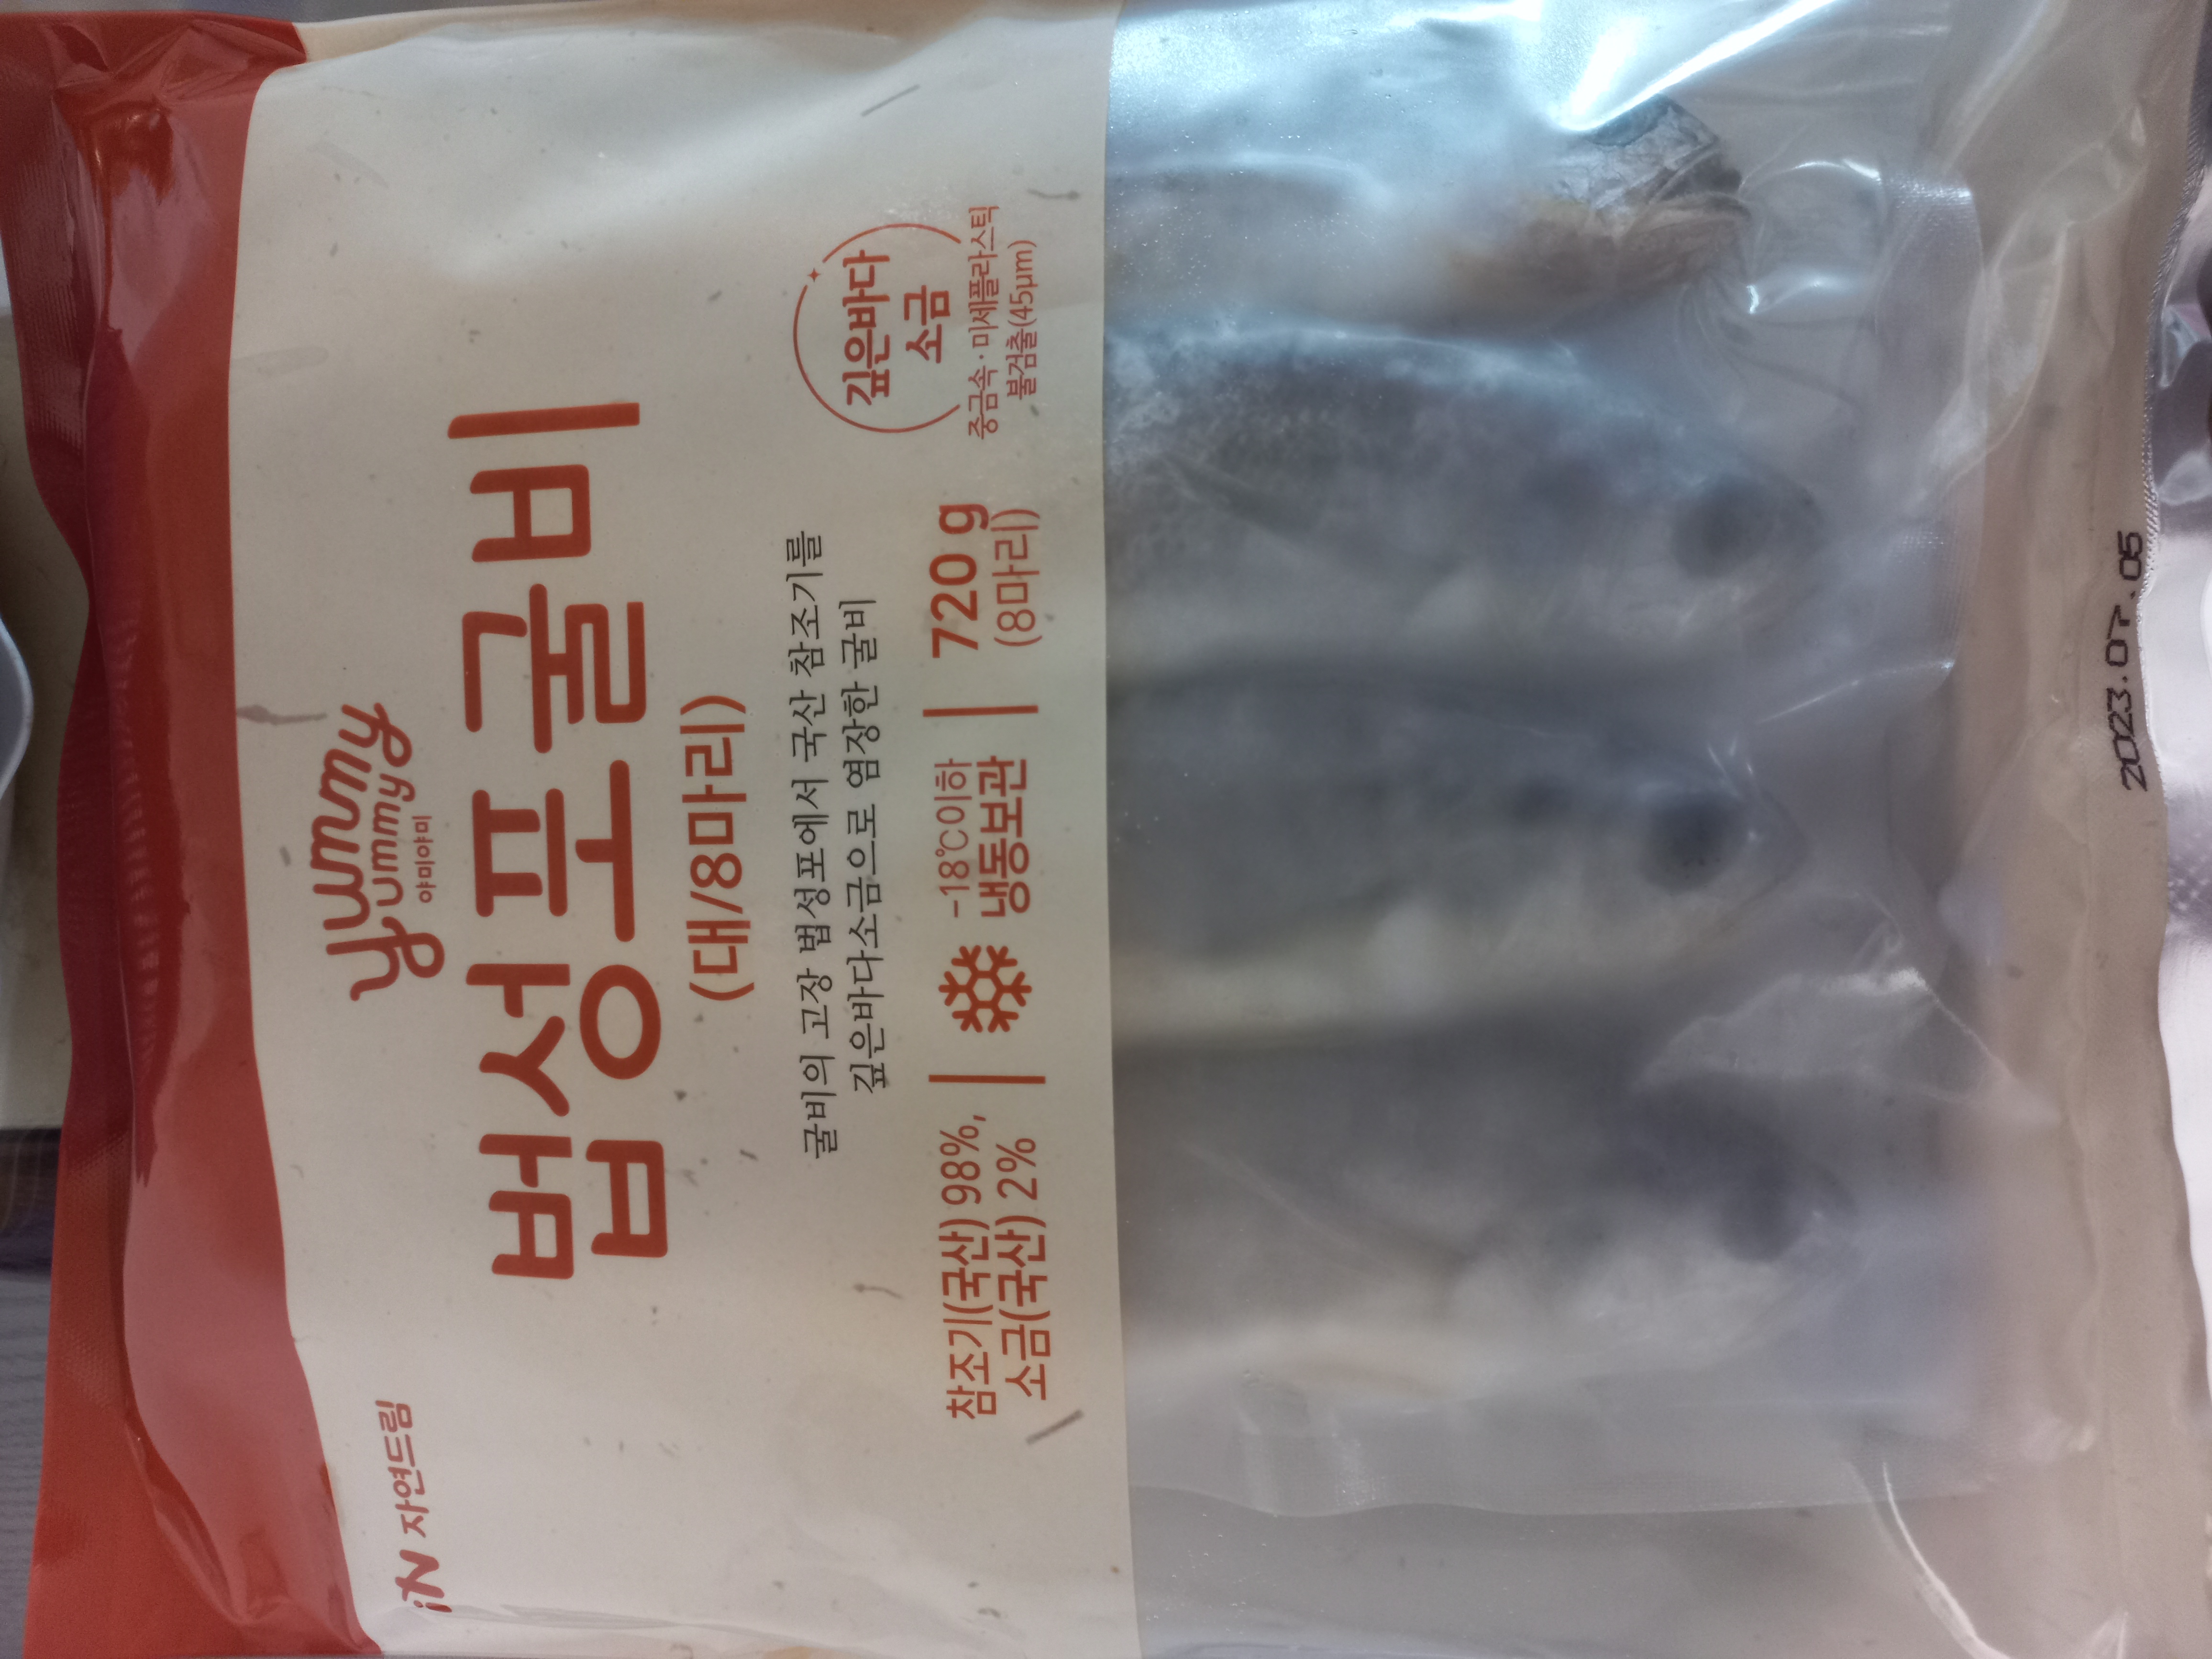 iN 자연드림
yummy
yummy
야미야미
법성포굴비
(대/8마리)
굴비의 고장 법성포에서 국산 참조기를
깊은바다소금으로 염장한 굴비
참조기(국산) 98%,
소금(국산) 2%
-18℃이하
냉동보관
720 g
(8마리)
깊은바다
소금
중금속·미세플라스틱
불검출(45μm)
2023.07.05